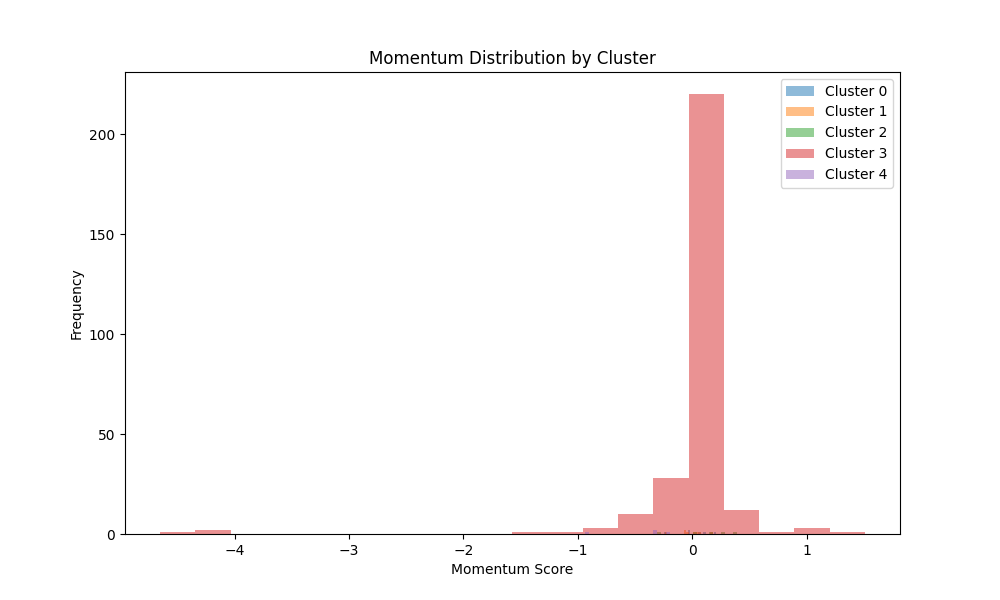 Momentum Distribution by Cluster
Cluster 0
Cluster 1
Cluster 2
Cluster 3
Cluster 4
Frequency
200
150
100
50
0
−4
−3
−2
−1
0
1
Momentum Score